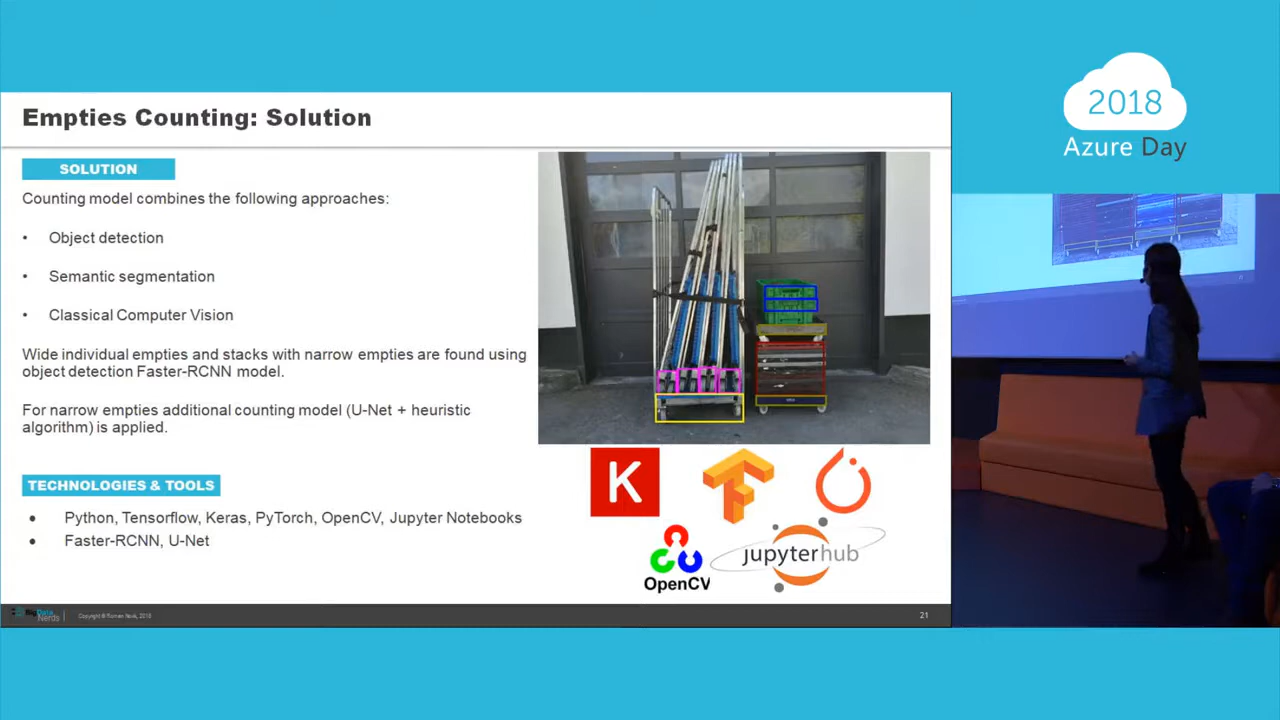 2018
Azure Day
Empties Counting: Solution
SOLUTION
Counting model combines the following approaches:
• Object detection
• Semantic segmentation
• Classical Computer Vision
Wide individual empties and stacks with narrow empties are found using
object detection Faster-RCNN model.
For narrow empties additional counting model (U-Net + heuristic
algorithm) is applied.
TECHNOLOGIES & TOOLS
• Python, Tensorflow, Keras, PyTorch, OpenCV, Jupyter Notebooks
• Faster-RCNN, U-Net
K
OpenCV
jupyterhub
BigData
Nerds
21